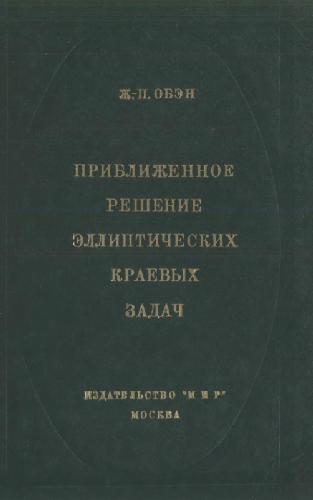 Ж.-П. ОБЭН
ПРИБЛИЖЕННОЕ
РЕШЕНИЕ
ЭЛЛИПТИЧЕСКИХ
КРАЕВЫХ
ЗАДАЧ
ИЗДАТЕЛЬСТВО "МИР"
МОСКВА